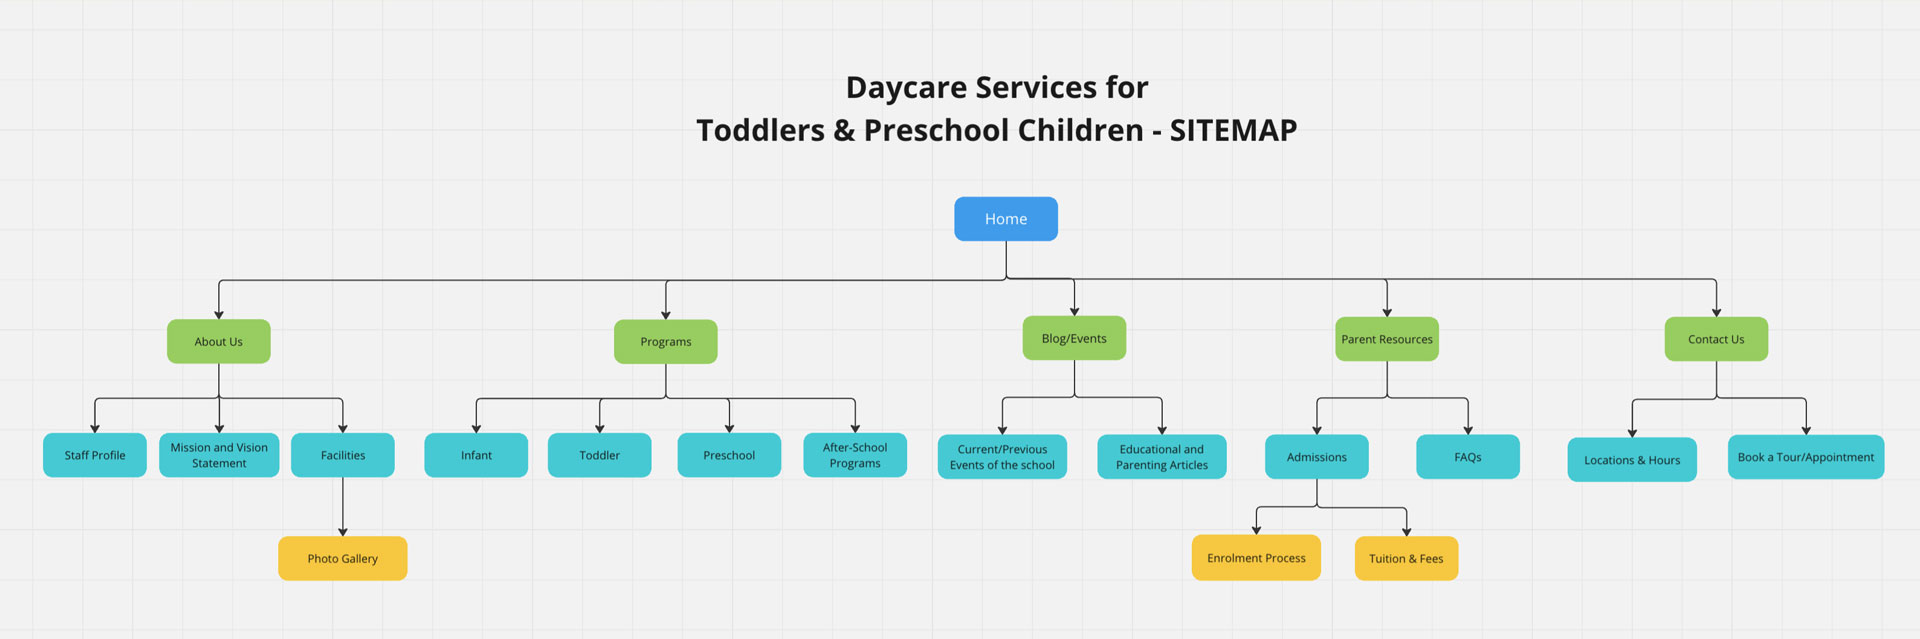 Daycare Services for
Toddlers & Preschool Children - SITEMAP
Home
About Us
Programs
Blog/Events
Parent Resources
Contact Us
Staff Profile
Mission and Vision
Statement
Facilities
Infant
Toddler
Preschool
After-School
Programs
Current/Previous
Events of the school
Educational and
Parenting Articles
Admissions
FAQs
Locations & Hours
Book a Tour/Appointment
Photo Gallery
Enrolment Process
Tuition & Fees